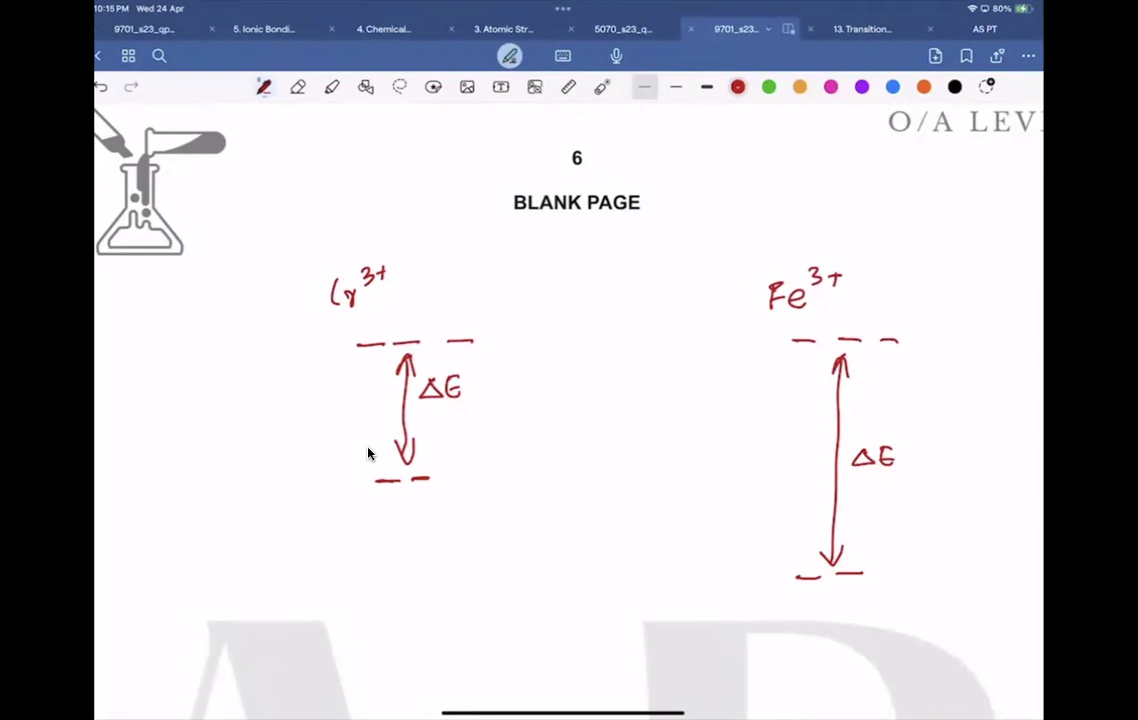 10:15 PM Wed 24 Apr
80%
9701_s23_qp...
5. Ionic Bondi...
4. Chemical...
3. Atomic Str...
5070_s23_q...
9701_s23...
13. Transition...
AS PT
O/A LEV
6
BLANK PAGE
Cr³⁺
Fe³⁺
ΔE
ΔE